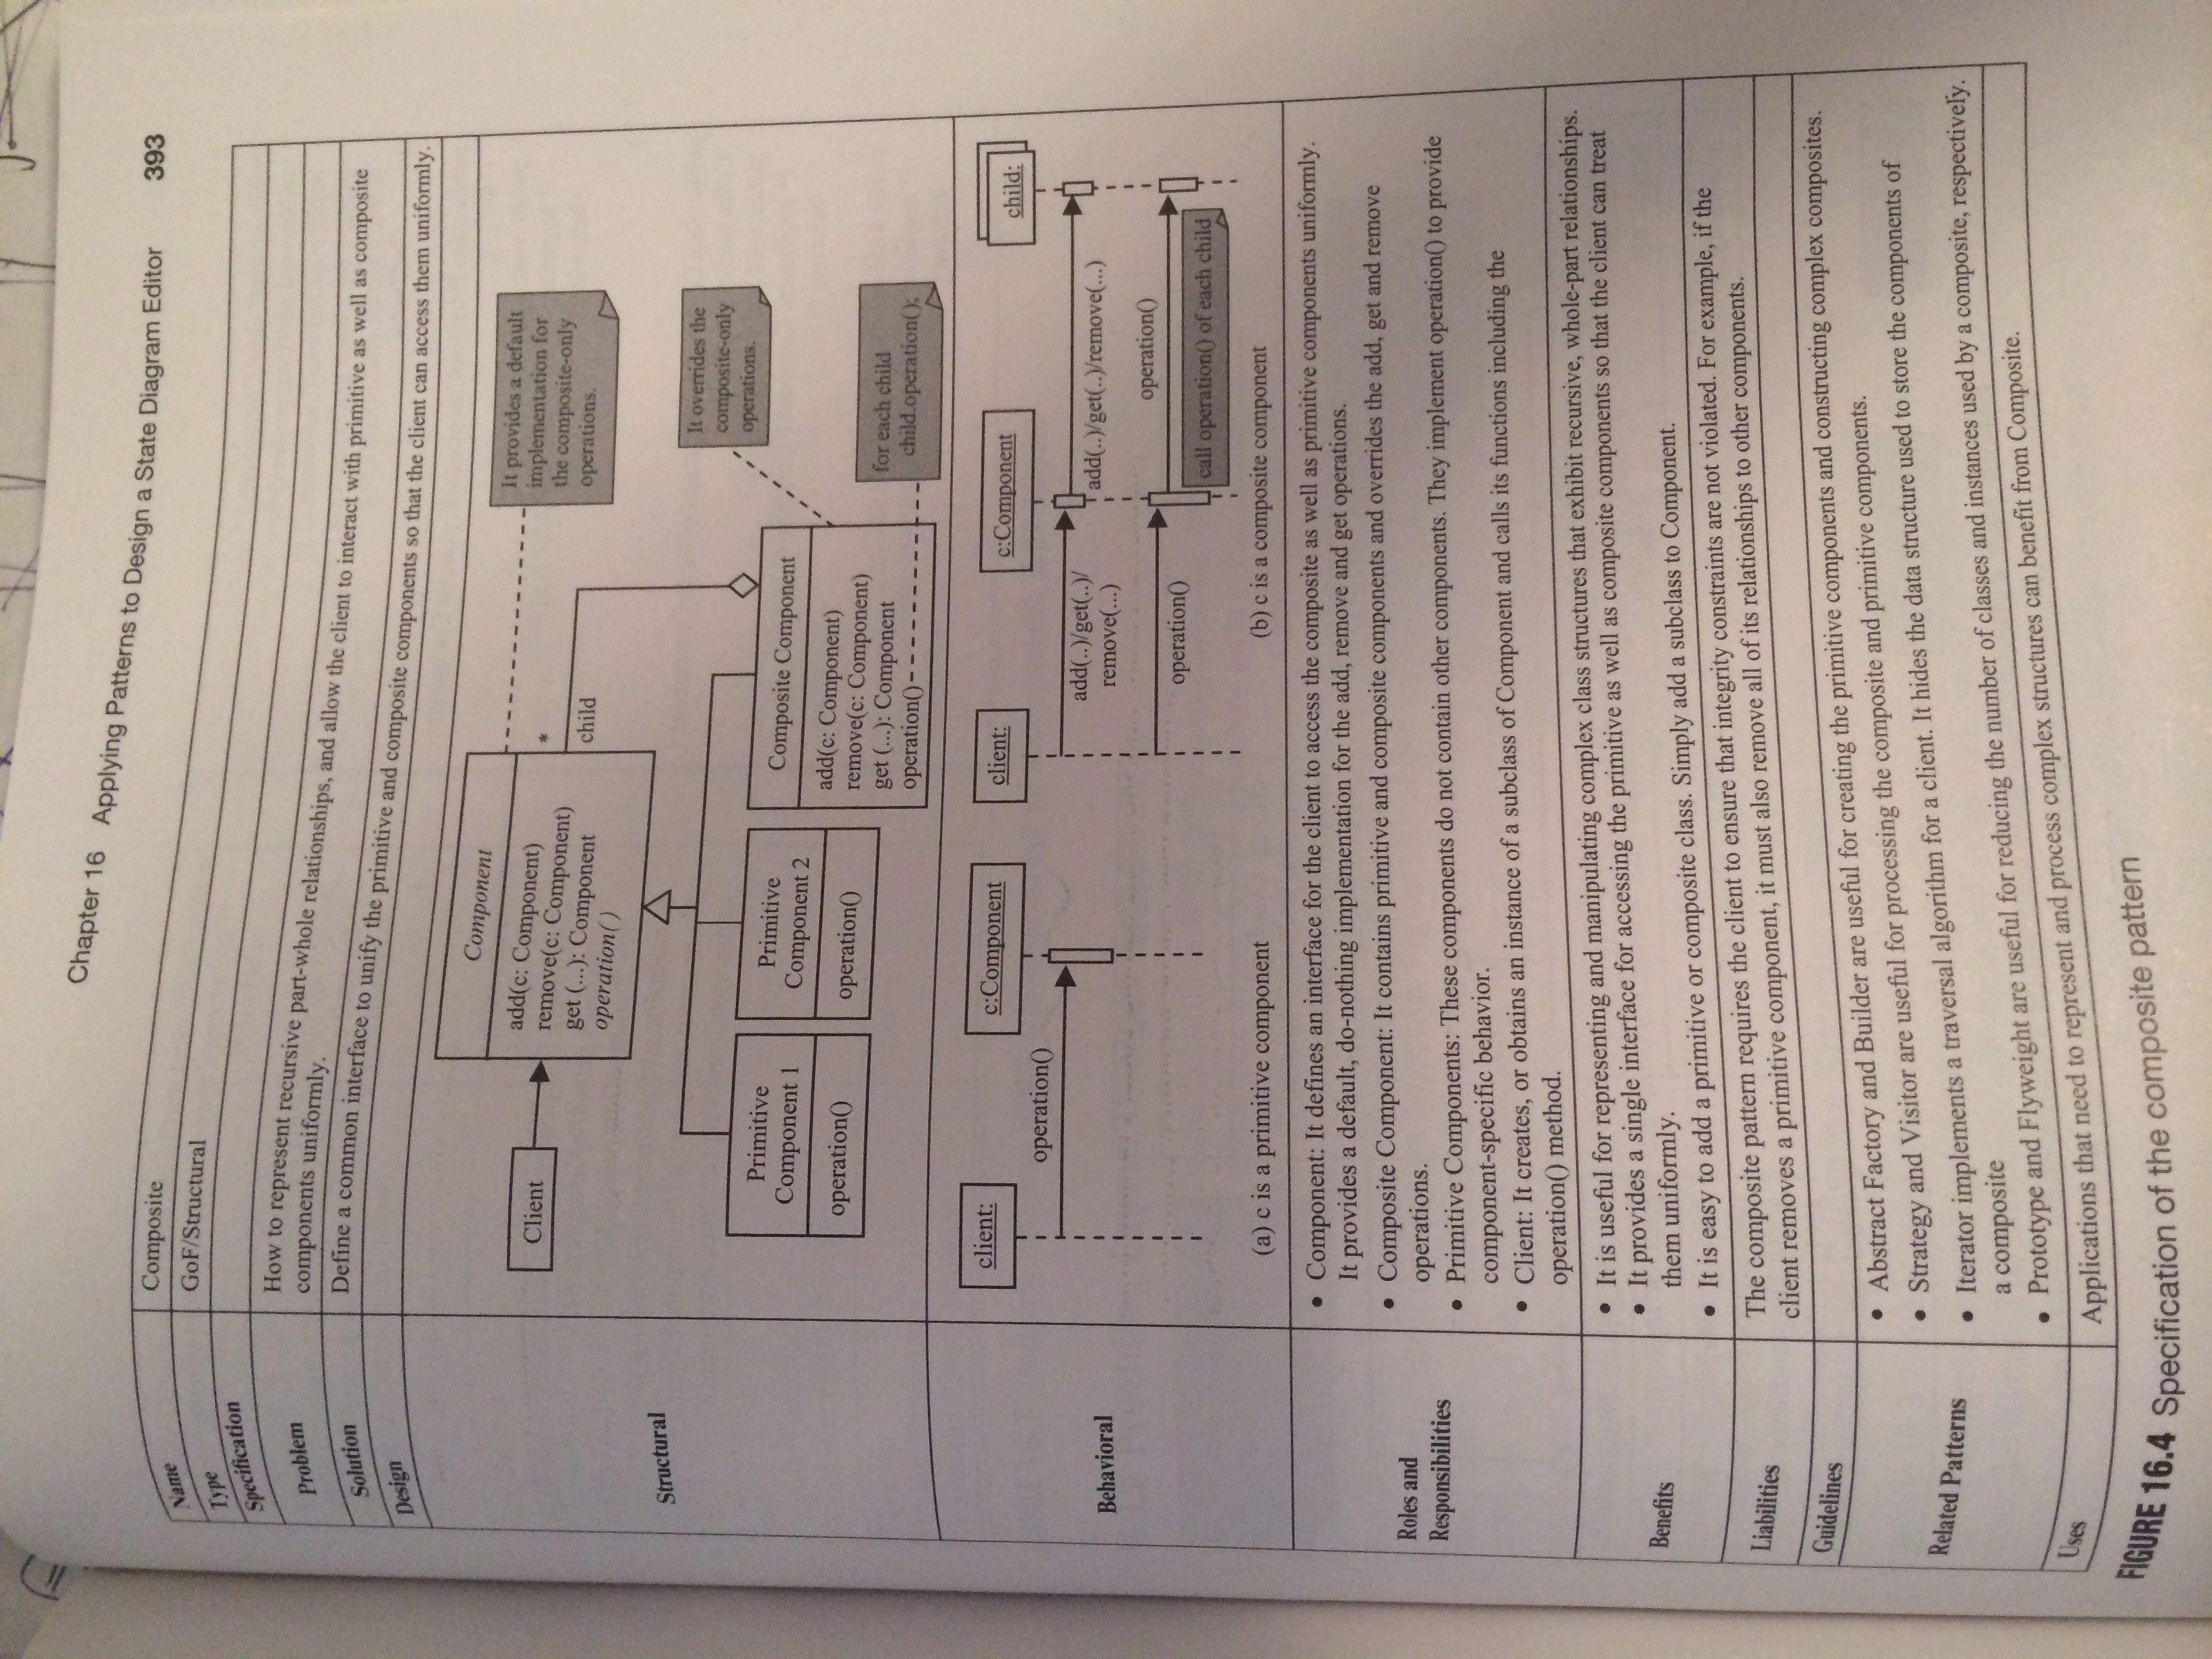 Chapter 16 Applying Patterns to Design a State Diagram Editor 393
Name
Composite
Type
GoF/Structural
Specification
Problem
How to represent recursive part-whole relationships, and allow the client to interact with primitive as well as composite
components uniformly.
Solution
Define a common interface to unify the primitive and composite components so that the client can access them uniformly.
Design
Structural
Client
Component
add(c: Component)
remove(c: Component)
get (...): Component
operation( )
*
child
It provides a default
implementation for
the composite-only
operations.
Primitive
Component 1
operation()
Primitive
Component 2
operation()
Composite Component
add(c: Component)
remove(c: Component)
get (...): Component
operation()
It overrides the
composite-only
operations.
for each child
child.operation( );
Behavioral
client:
c:Component
operation()
(a) c is a primitive component
client:
c:Component
child:
add(..)/get(..)/
remove(...)
add(..)/get(..)/remove(...)
operation()
operation()
call operation() of each child
(b) c is a composite component
Roles and
Responsibilities
• Component: It defines an interface for the client to access the composite as well as primitive components uniformly.
It provides a default, do-nothing implementation for the add, remove and get operations.
• Composite Component: It contains primitive and composite components and overrides the add, get and remove
operations.
• Primitive Components: These components do not contain other components. They implement operation() to provide
component-specific behavior.
• Client: It creates, or obtains an instance of a subclass of Component and calls its functions including the
operation() method.
Benefits
• It is useful for representing and manipulating complex class structures that exhibit recursive, whole-part relationships.
• It provides a single interface for accessing the primitive as well as composite components so that the client can treat
them uniformly.
• It is easy to add a primitive or composite class. Simply add a subclass to Component.
Liabilities
The composite pattern requires the client to ensure that integrity constraints are not violated. For example, if the
client removes a primitive component, it must also remove all of its relationships to other components.
Guidelines
Related Patterns
• Abstract Factory and Builder are useful for creating the primitive components and constructing complex composites.
• Strategy and Visitor are useful for processing the composite and primitive components.
• Iterator implements a traversal algorithm for a client. It hides the data structure used to store the components of
a composite
• Prototype and Flyweight are useful for reducing the number of classes and instances used by a composite, respectively.
Uses
Applications that need to represent and process complex structures can benefit from Composite.
FIGURE 16.4 Specification of the composite pattern